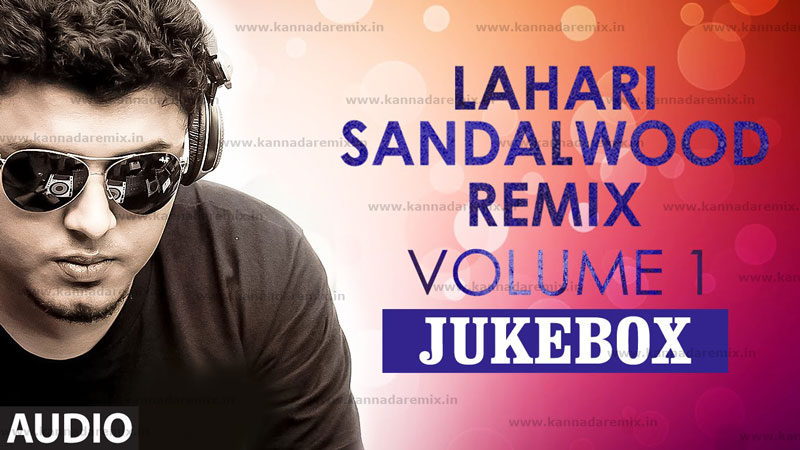 www.kannadaremix.in
LAHARI
SANDALWOOD
REMIX
VOLUME 1
JUKEBOX
AUDIO